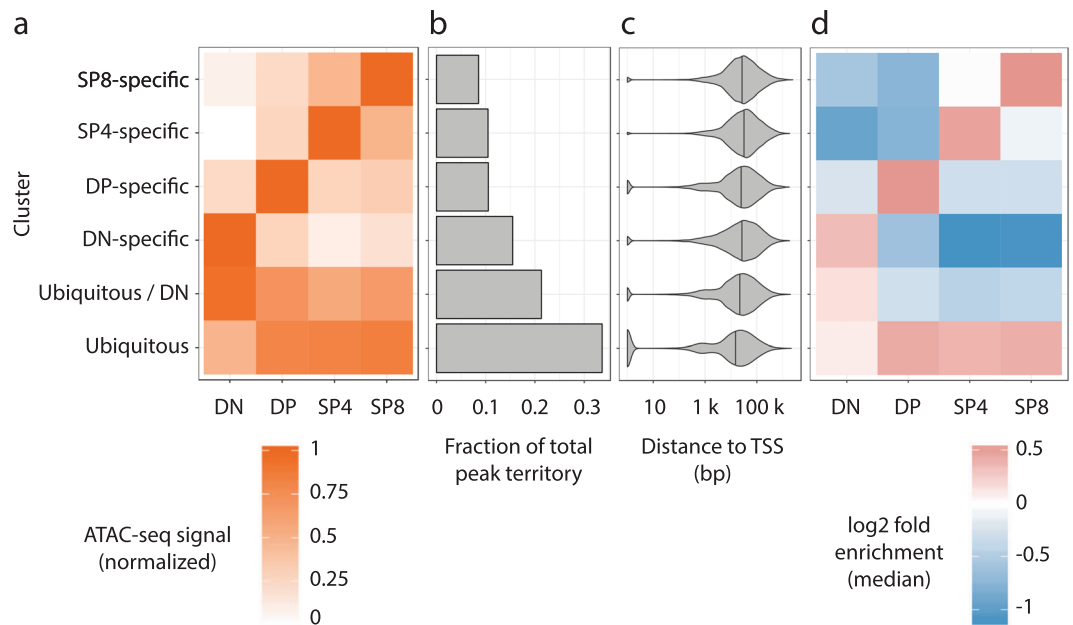 a
b
c
d
Cluster
SP8-specific
SP4-specific
DP-specific
DN-specific
Ubiquitous / DN
Ubiquitous
DN DP SP4 SP8
0 0.1 0.2 0.3
10 1 k 100 k
DN DP SP4 SP8
Fraction of total
peak territory
Distance to TSS
(bp)
ATAC-seq signal
(normalized)
1
0.75
0.5
0.25
0
log2 fold
enrichment
(median)
0.5
0
-0.5
-1